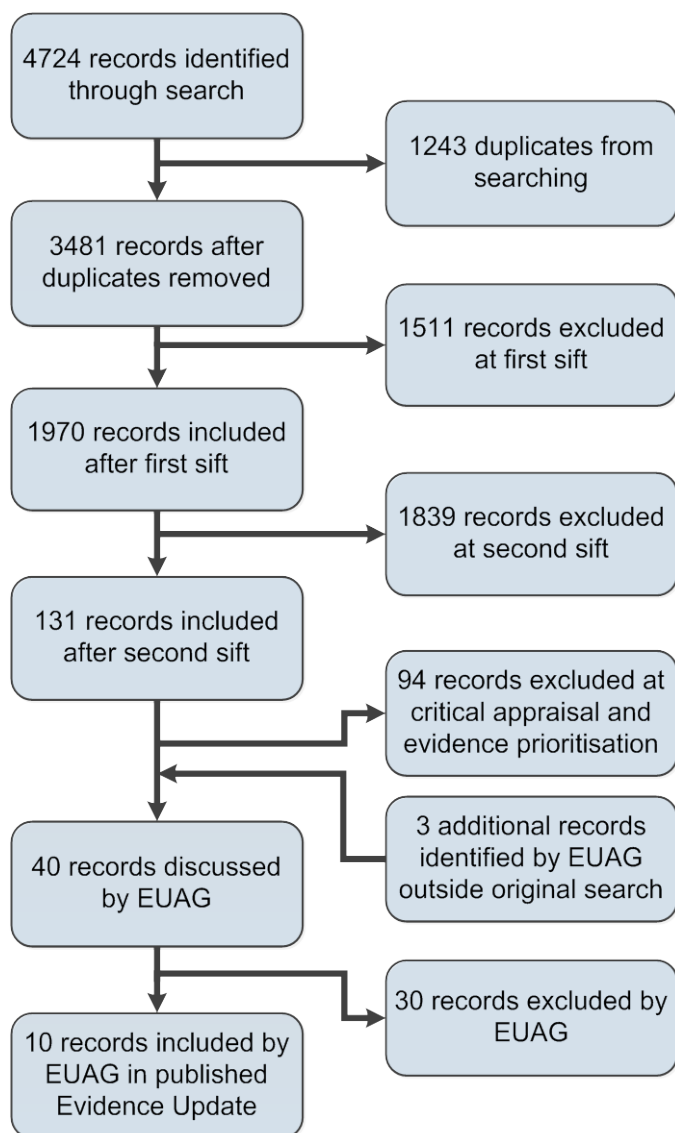 4724 records identified
through search
1243 duplicates from
searching
3481 records after
duplicates removed
1511 records excluded
at first sift
1970 records included
after first sift
1839 records excluded
at second sift
131 records included
after second sift
94 records excluded at
critical appraisal and
evidence prioritisation
3 additional records
identified by EUAG
outside original search
40 records discussed
by EUAG
30 records excluded by
EUAG
10 records included by
EUAG in published
Evidence Update